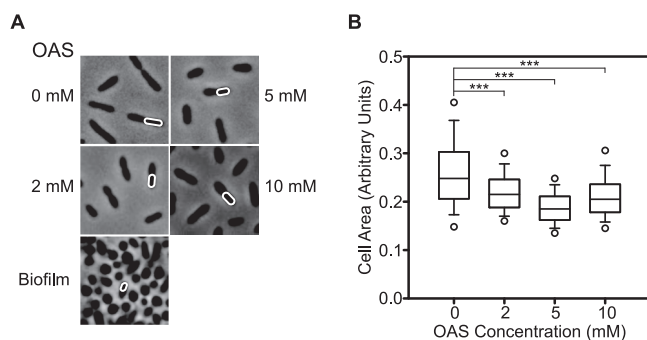 A
OAS
0 mM
5 mM
2 mM
10 mM
Biofilm
B
***
***
***
0.5
0.4
0.3
0.2
0.1
0.0
Cell Area (Arbitrary Units)
0 2 5 10
OAS Concentration (mM)